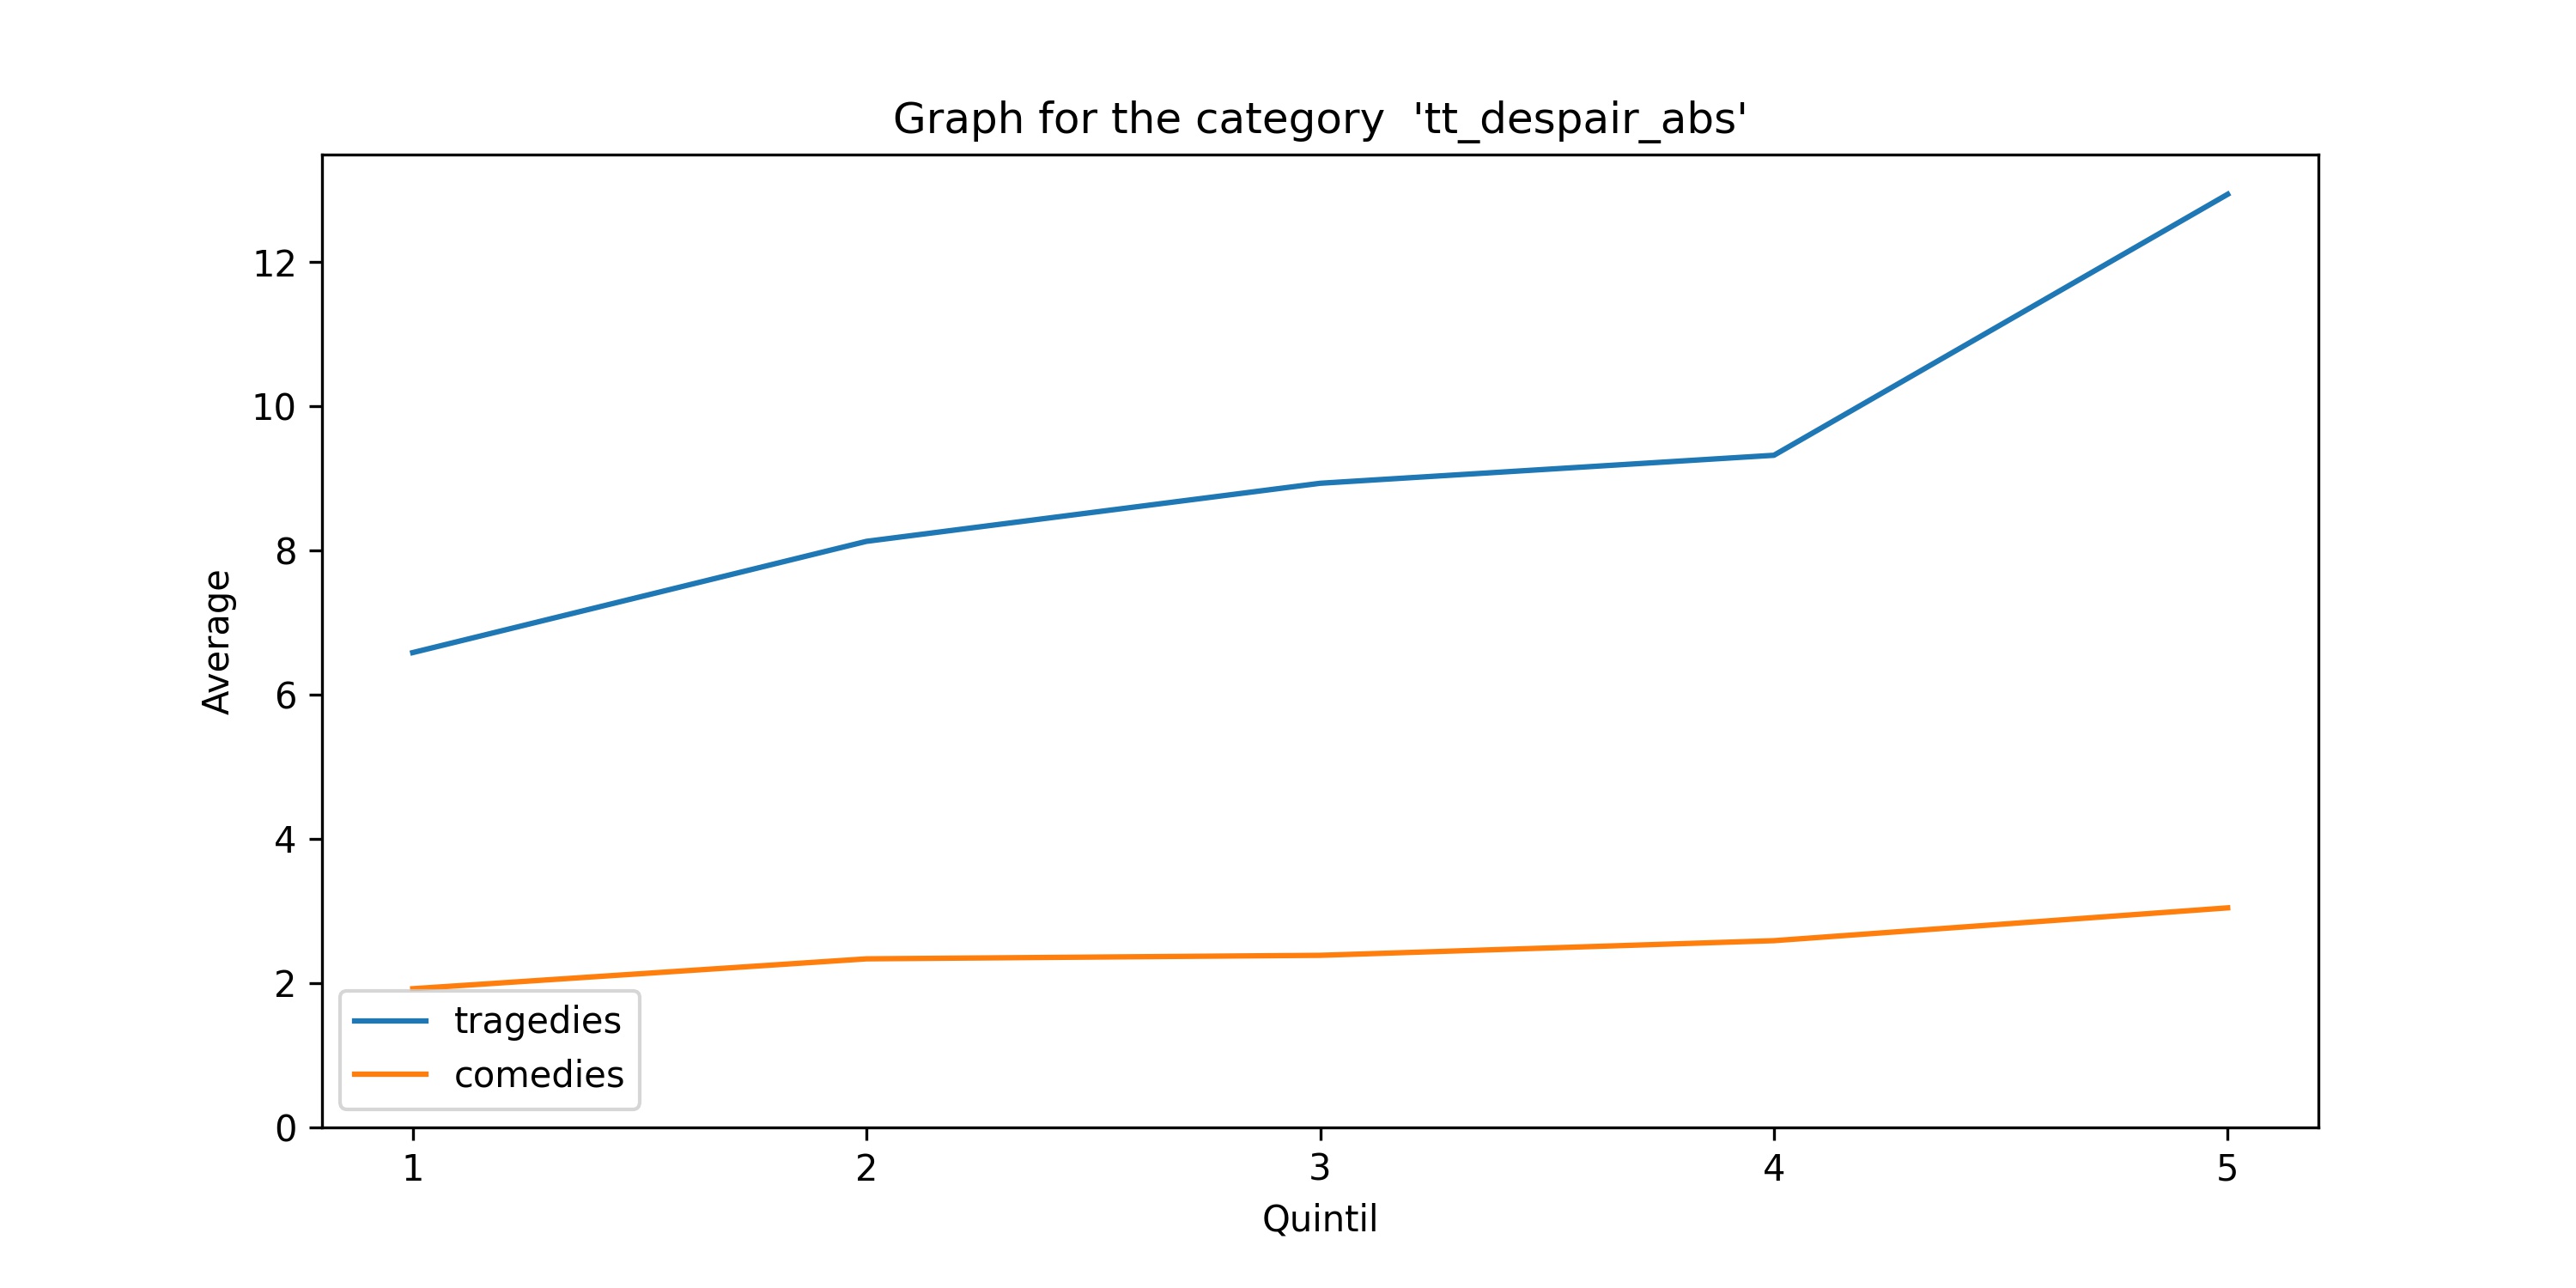 Graph for the category  'tt_despair_abs'
12
10
8
6
4
2
0
Average
tragedies
comedies
1 2 3 4 5
Quintil